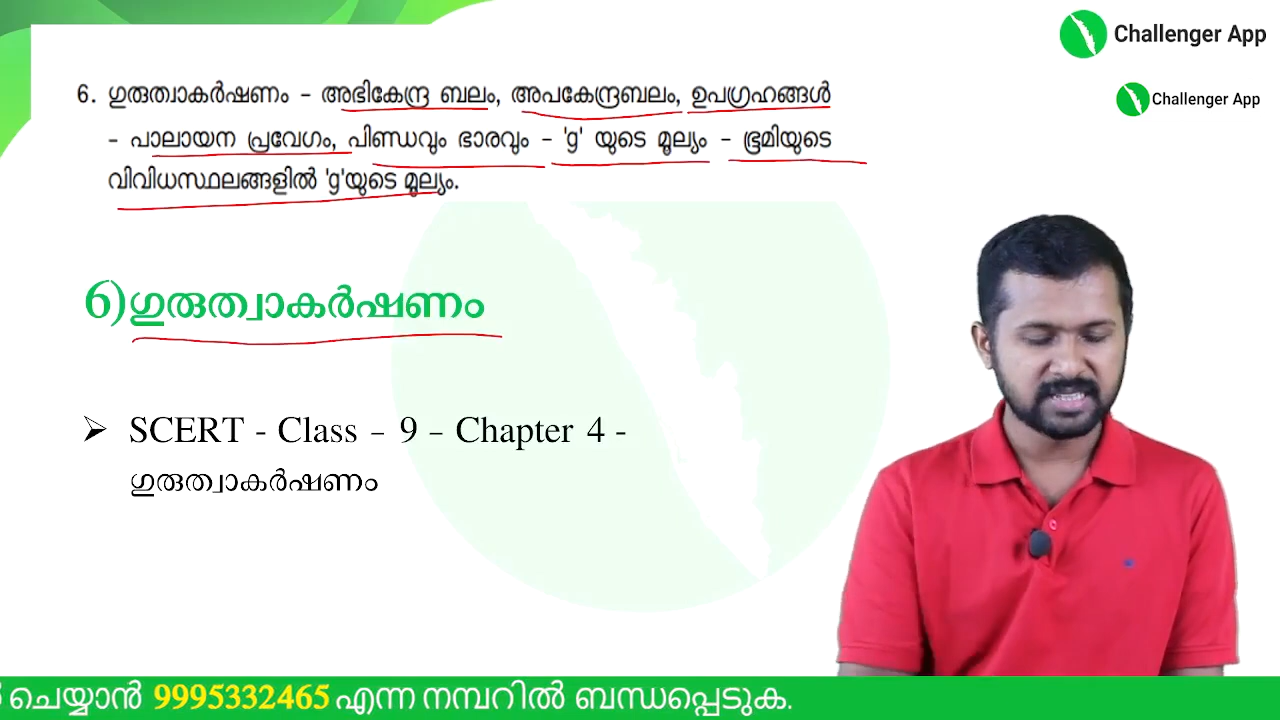 Challenger App
Challenger App
6. ഗുരുത്വാകർഷണം – അഭികേന്ദ്ര ബലം, അപകേന്ദ്രബലം, ഉപഗ്രഹങ്ങൾ
– പാലായന പ്രവേഗം, പിണ്ഡവും ഭാരവും – 'g' യുടെ മൂല്യം – ഭൂമിയുടെ
വിവിധസ്ഥലങ്ങളിൽ 'g'യുടെ മൂല്യം.
6)ഗുരുത്വാകർഷണം
➢ SCERT - Class – 9 – Chapter 4 -
ഗുരുത്വാകർഷണം
ചെയ്യാൻ 9995332465 എന്ന നമ്പറിൽ ബന്ധപ്പെടുക.